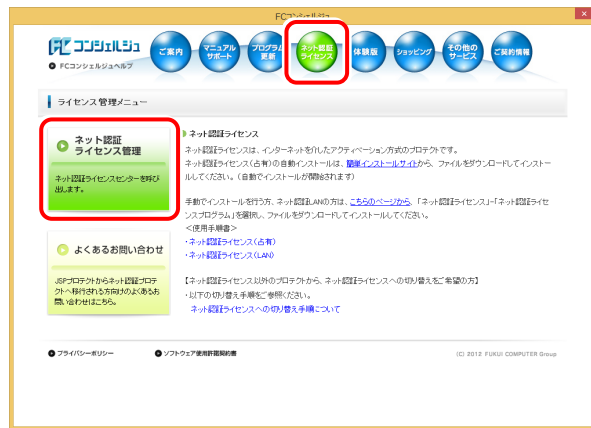 FCコンシェルジュ
FCコンシェルジュ
FCコンシェルジュヘルプ
ご案内
マニュアル
サポート
プログラム
更新
ネット認証
ライセンス
体験版
ショッピング
その他の
サービス
ご契約情報
ライセンス管理メニュー
ネット認証
ライセンス管理
ネット認証ライセンスセンターを呼び
出します。
よくあるお問い合わせ
JSPプロテクトからネット認証プロテ
クトへ移行される方向けのよくあるお
問い合わせはこちら。
ネット認証ライセンス
ネット認証ライセンスは、インターネットを介したアクティベーション方式のプロテクトです。
ネット認証ライセンス(占有)の自動インストールは、簡単インストールサイトから、ファイルをダウンロードしてインストー
ルしてください。(自動でインストールが開始されます)
手動でインストールを行う方、ネット認証LANの方は、こちらのページから、「ネット認証ライセンス」-「ネット認証ライセ
ンスプログラム」を選択し、ファイルをダウンロードしてインストールしてください。
<使用手順書>
・ネット認証ライセンス(占有)
・ネット認証ライセンス(LAN)
【ネット認証ライセンス以外のプロテクトから、ネット認証ライセンスへの切り替えをご希望の方】
・以下の切り替え手順をご参照ください。
ネット認証ライセンスへの切り替え手順について
プライバシーポリシー
ソフトウェア使用許諾契約書
(C) 2012 FUKUI COMPUTER Group